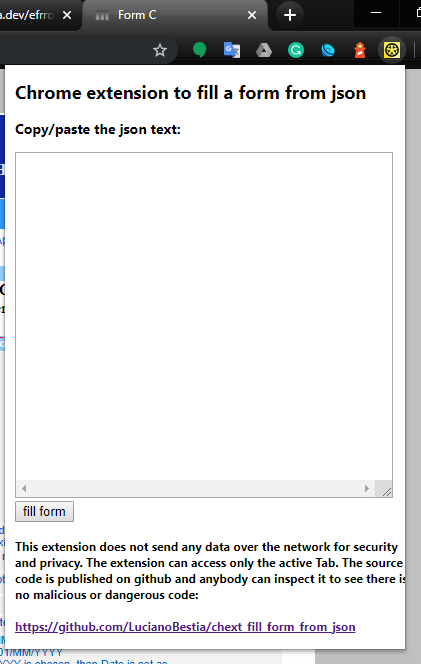 a.dev/efrro
Form C
Chrome extension to fill a form from json
Copy/paste the json text:
fill form
This extension does not send any data over the network for security
and privacy. The extension can access only the active Tab. The source
code is published on github and anybody can inspect it to see there is
no malicious or dangerous code:
https://github.com/LucianoBestia/chext_fill_form_from_json
01/MM/YYYY